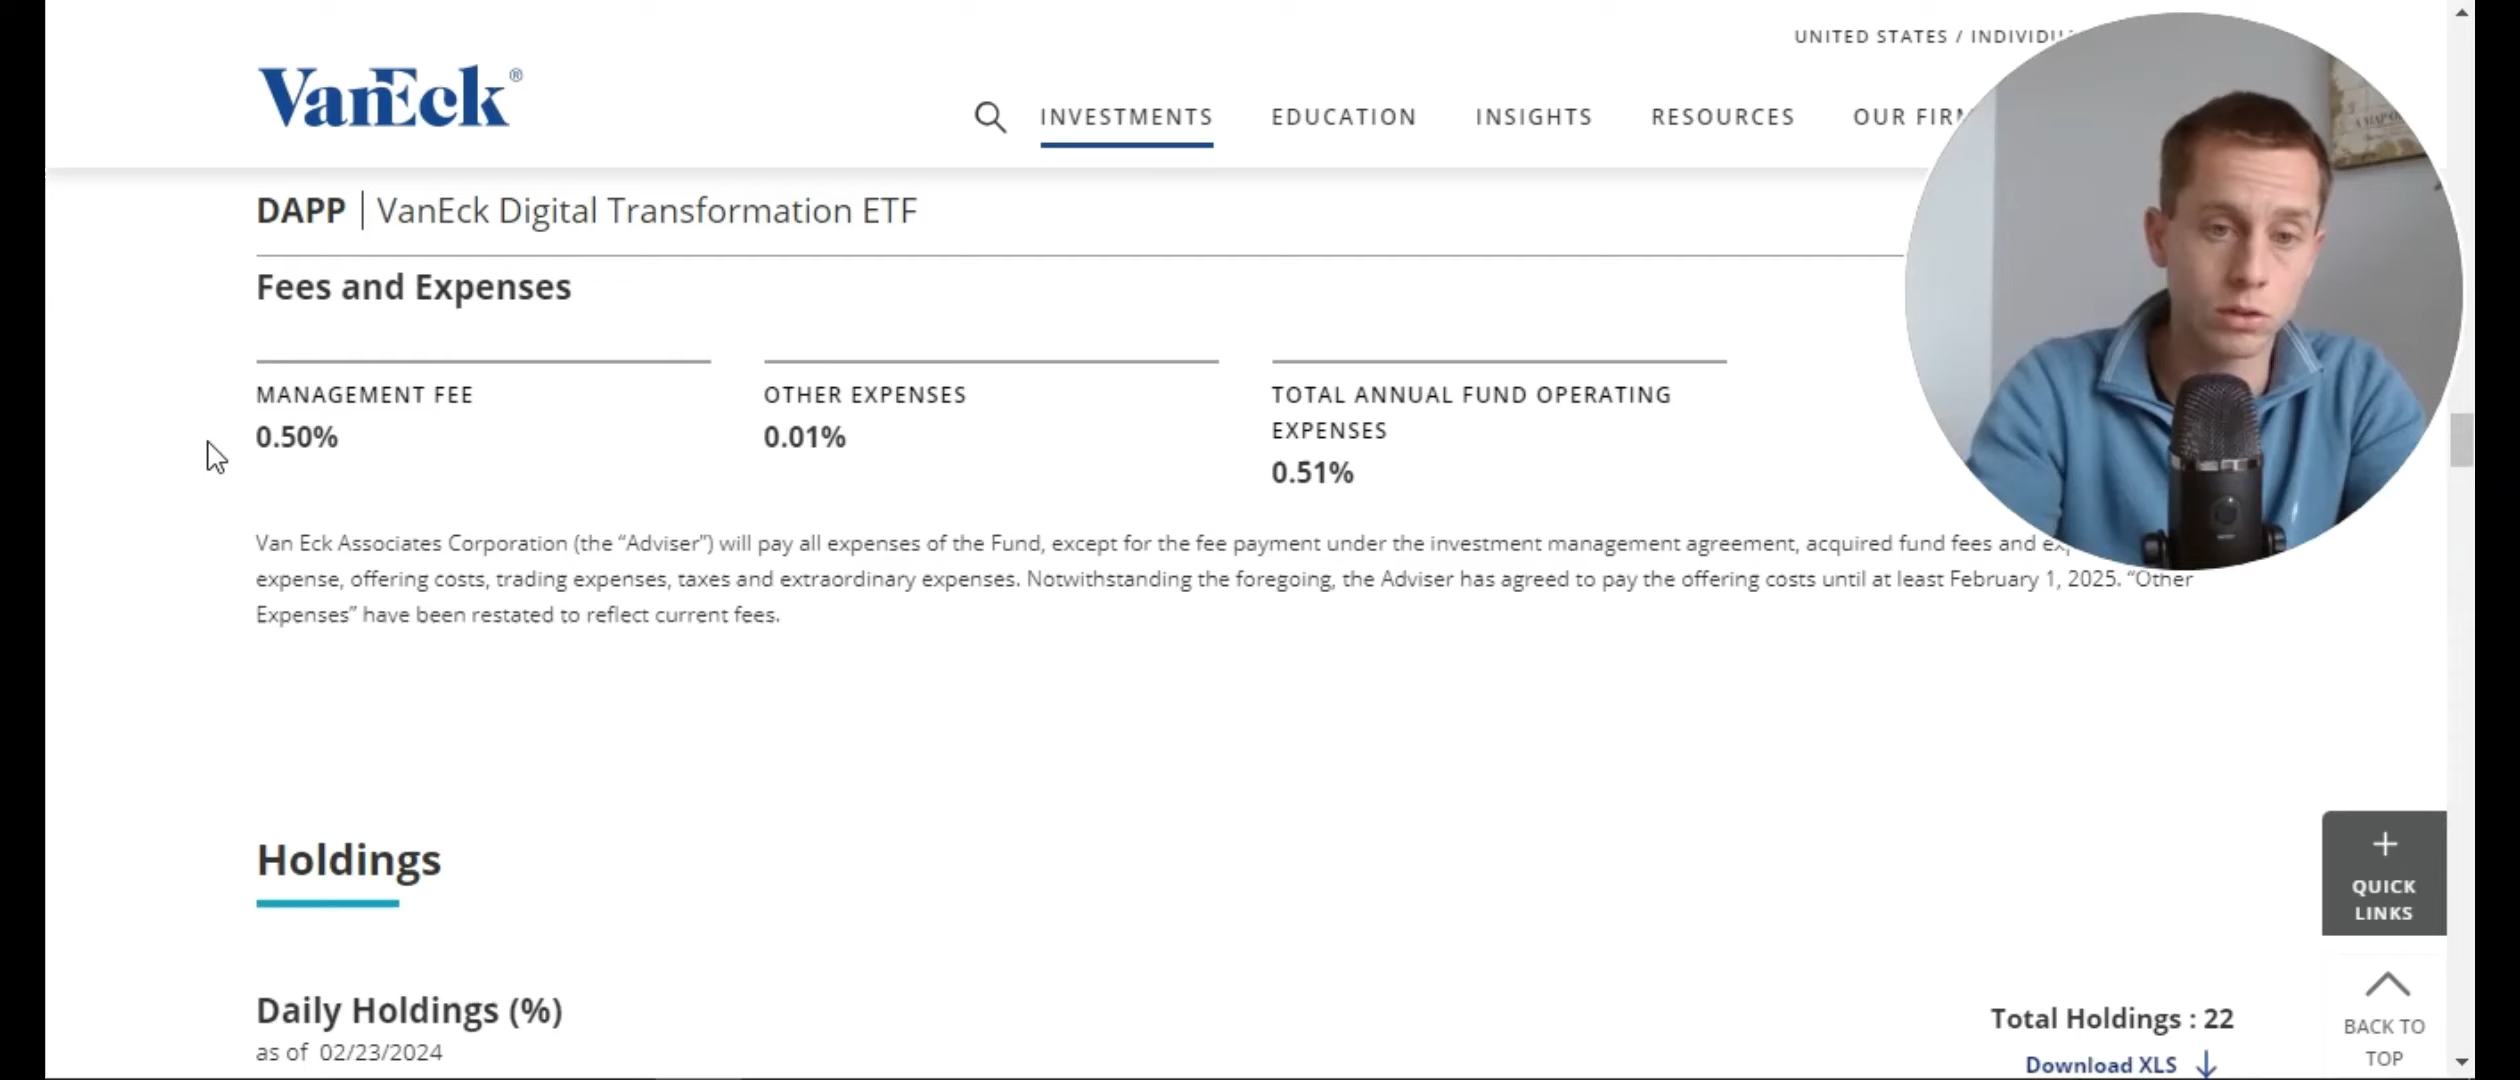 UNITED STATES / INDIVIDU
VanEck®
INVESTMENTS EDUCATION INSIGHTS RESOURCES OUR FIRM
DAPP | VanEck Digital Transformation ETF
Fees and Expenses
MANAGEMENT FEE
0.50%
OTHER EXPENSES
0.01%
TOTAL ANNUAL FUND OPERATING
EXPENSES
0.51%
Van Eck Associates Corporation (the “Adviser”) will pay all expenses of the Fund, except for the fee payment under the investment management agreement, acquired fund fees and
expense, offering costs, trading expenses, taxes and extraordinary expenses. Notwithstanding the foregoing, the Adviser has agreed to pay the offering costs until at least February 1, 2025. “Other
Expenses” have been restated to reflect current fees.
Holdings
QUICK
LINKS
Daily Holdings (%)
as of 02/23/2024
Total Holdings : 22
Download XLS
BACK TO
TOP